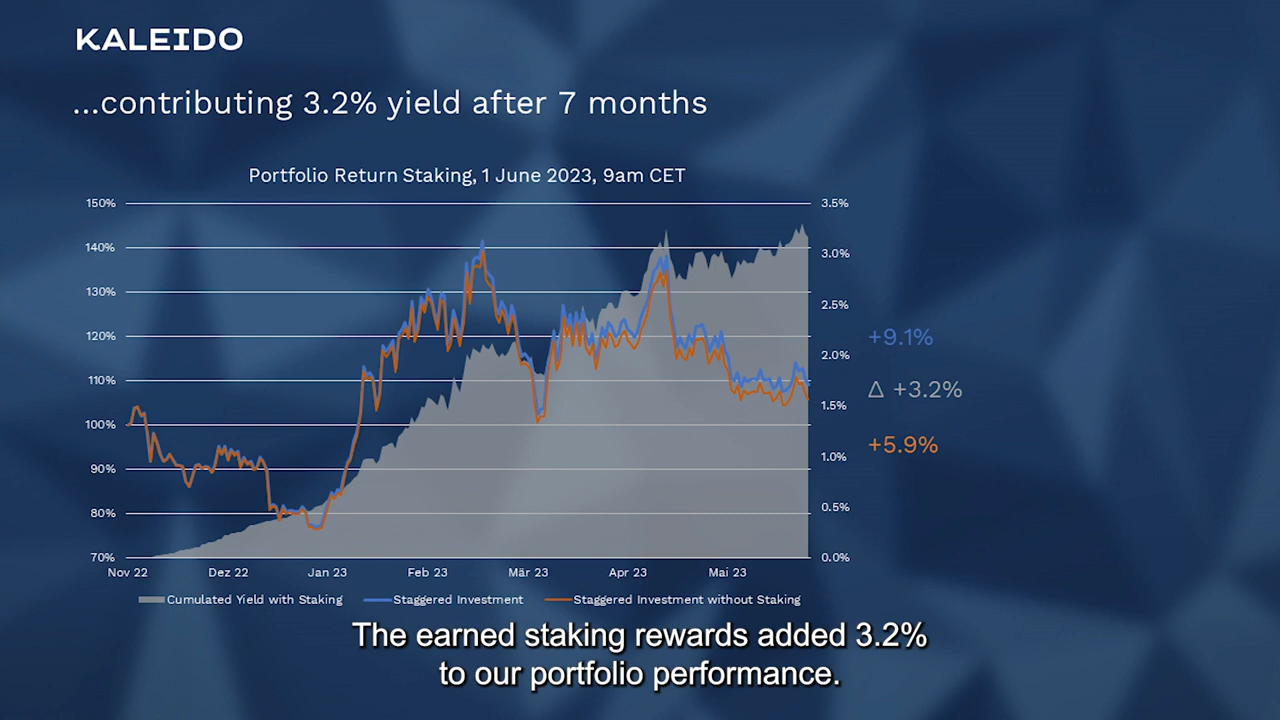 KALEIDO
...contributing 3.2% yield after 7 months
Portfolio Return Staking, 1 June 2023, 9am CET
150% 3.5%
140% 3.0%
130% 2.5%
120% 2.0%
110% 1.5%
100% 1.0%
90% 0.5%
80% 0.0%
70%
+9.1%
Δ +3.2%
+5.9%
Nov 22 Dez 22 Jan 23 Feb 23 Mär 23 Apr 23 Mai 23
Cumulated Yield with Staking Staggered Investment Staggered Investment without Staking
The earned staking rewards added 3.2%
to our portfolio performance.